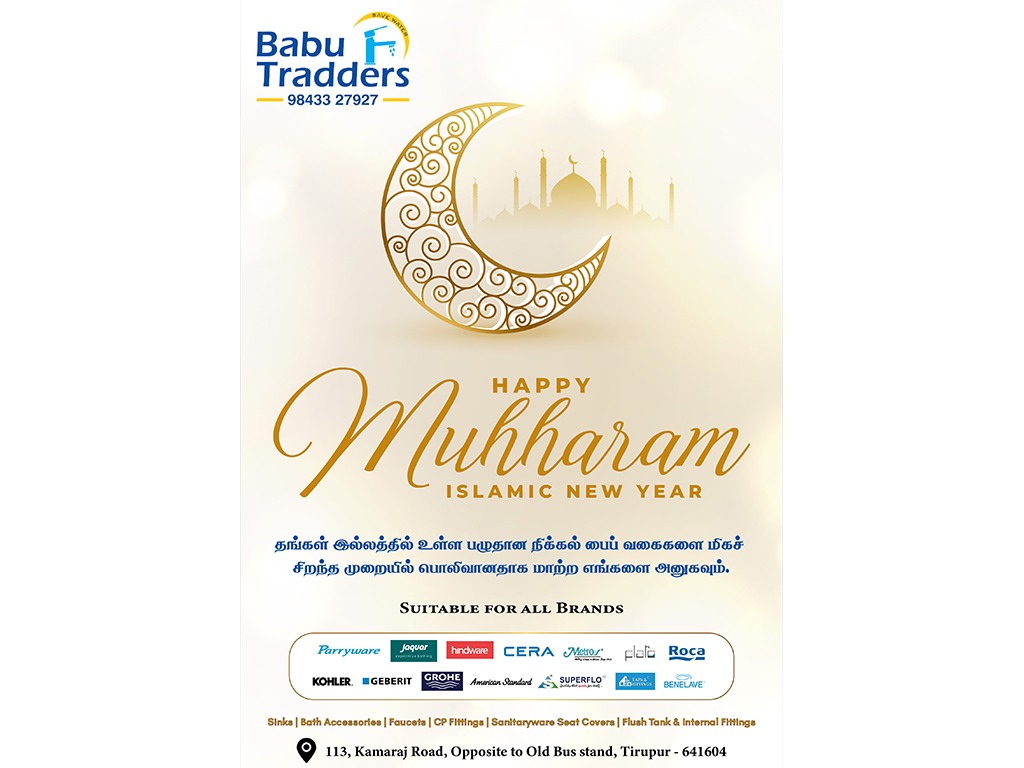 SAVE WATER
Babu
Tradders
98433 27927
HAPPY
Muhharam
ISLAMIC NEW YEAR
தங்கள் இல்லத்தில் உள்ள பழுதான நிக்கல் பைப் வகைகளை மிகச்
சிறந்த முறையில் பொலிவானதாக மாற்ற எங்களை அணுகவும்.
SUITABLE FOR ALL BRANDS
Parryware jaquar hindware CERA Metros plato Roca
KOHLER. GEBERIT GROHE American Standard SUPERFLO BENELAVE
Sinks | Bath Accessories | Faucets | CP Fittings | Sanitaryware Seat Covers | Flush Tank & Internal Fittings
113, Kamaraj Road, Opposite to Old Bus stand, Tirupur - 641604